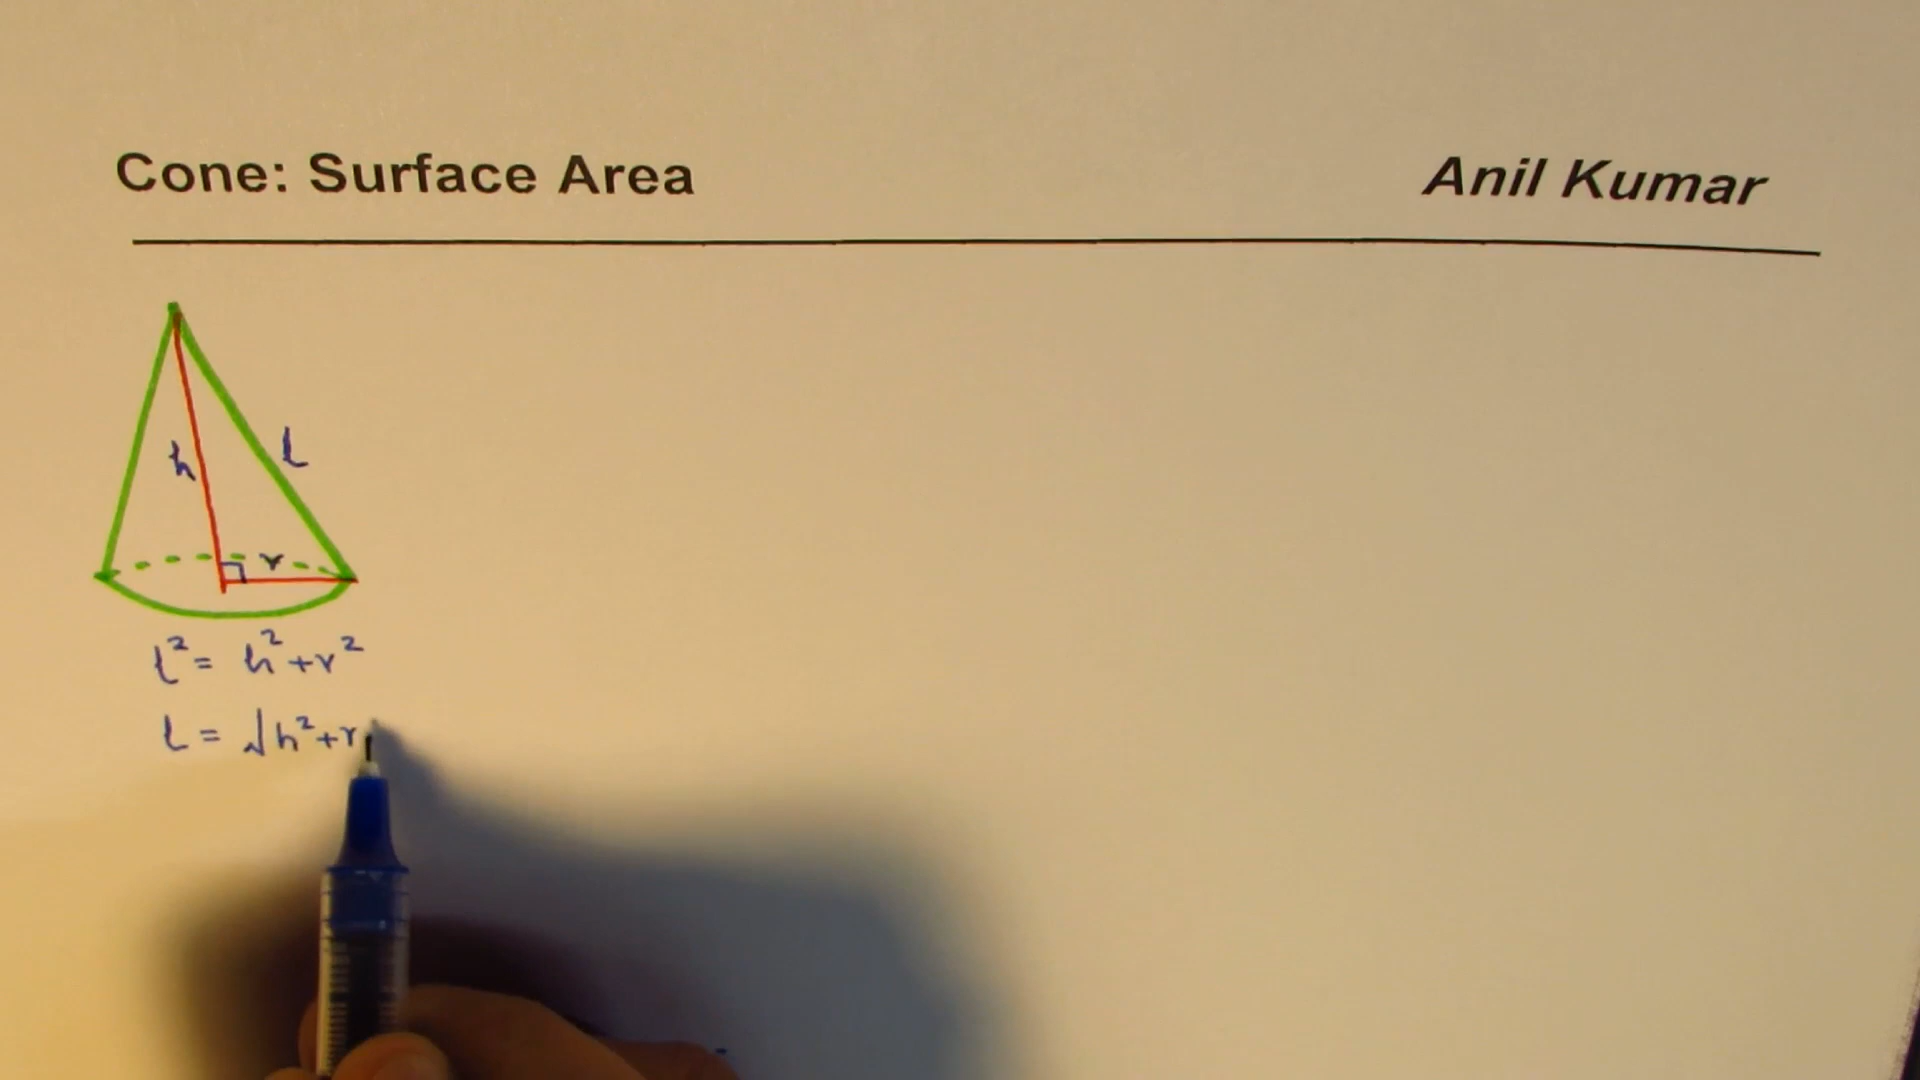 Cone: Surface Area
Anil Kumar
h
l
r
l² = h² + r²
l = √h² + r